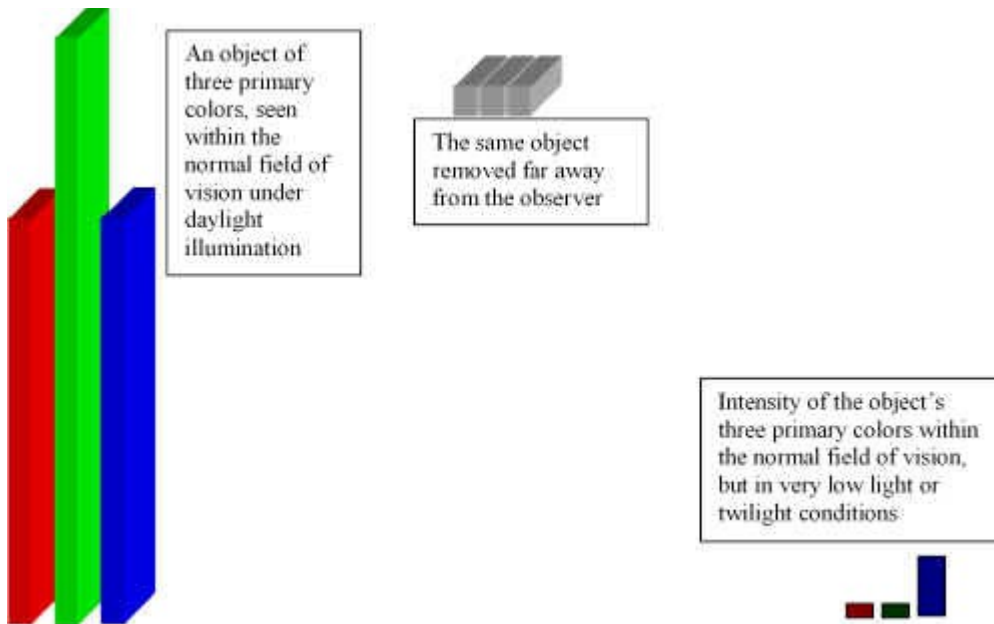 An object of
three primary
colors, seen
within the
normal field of
vision under
daylight
illumination
The same object
removed far away
from the observer
Intensity of the object´s
three primary colors within
the normal field of vision,
but in very low light or
twilight conditions